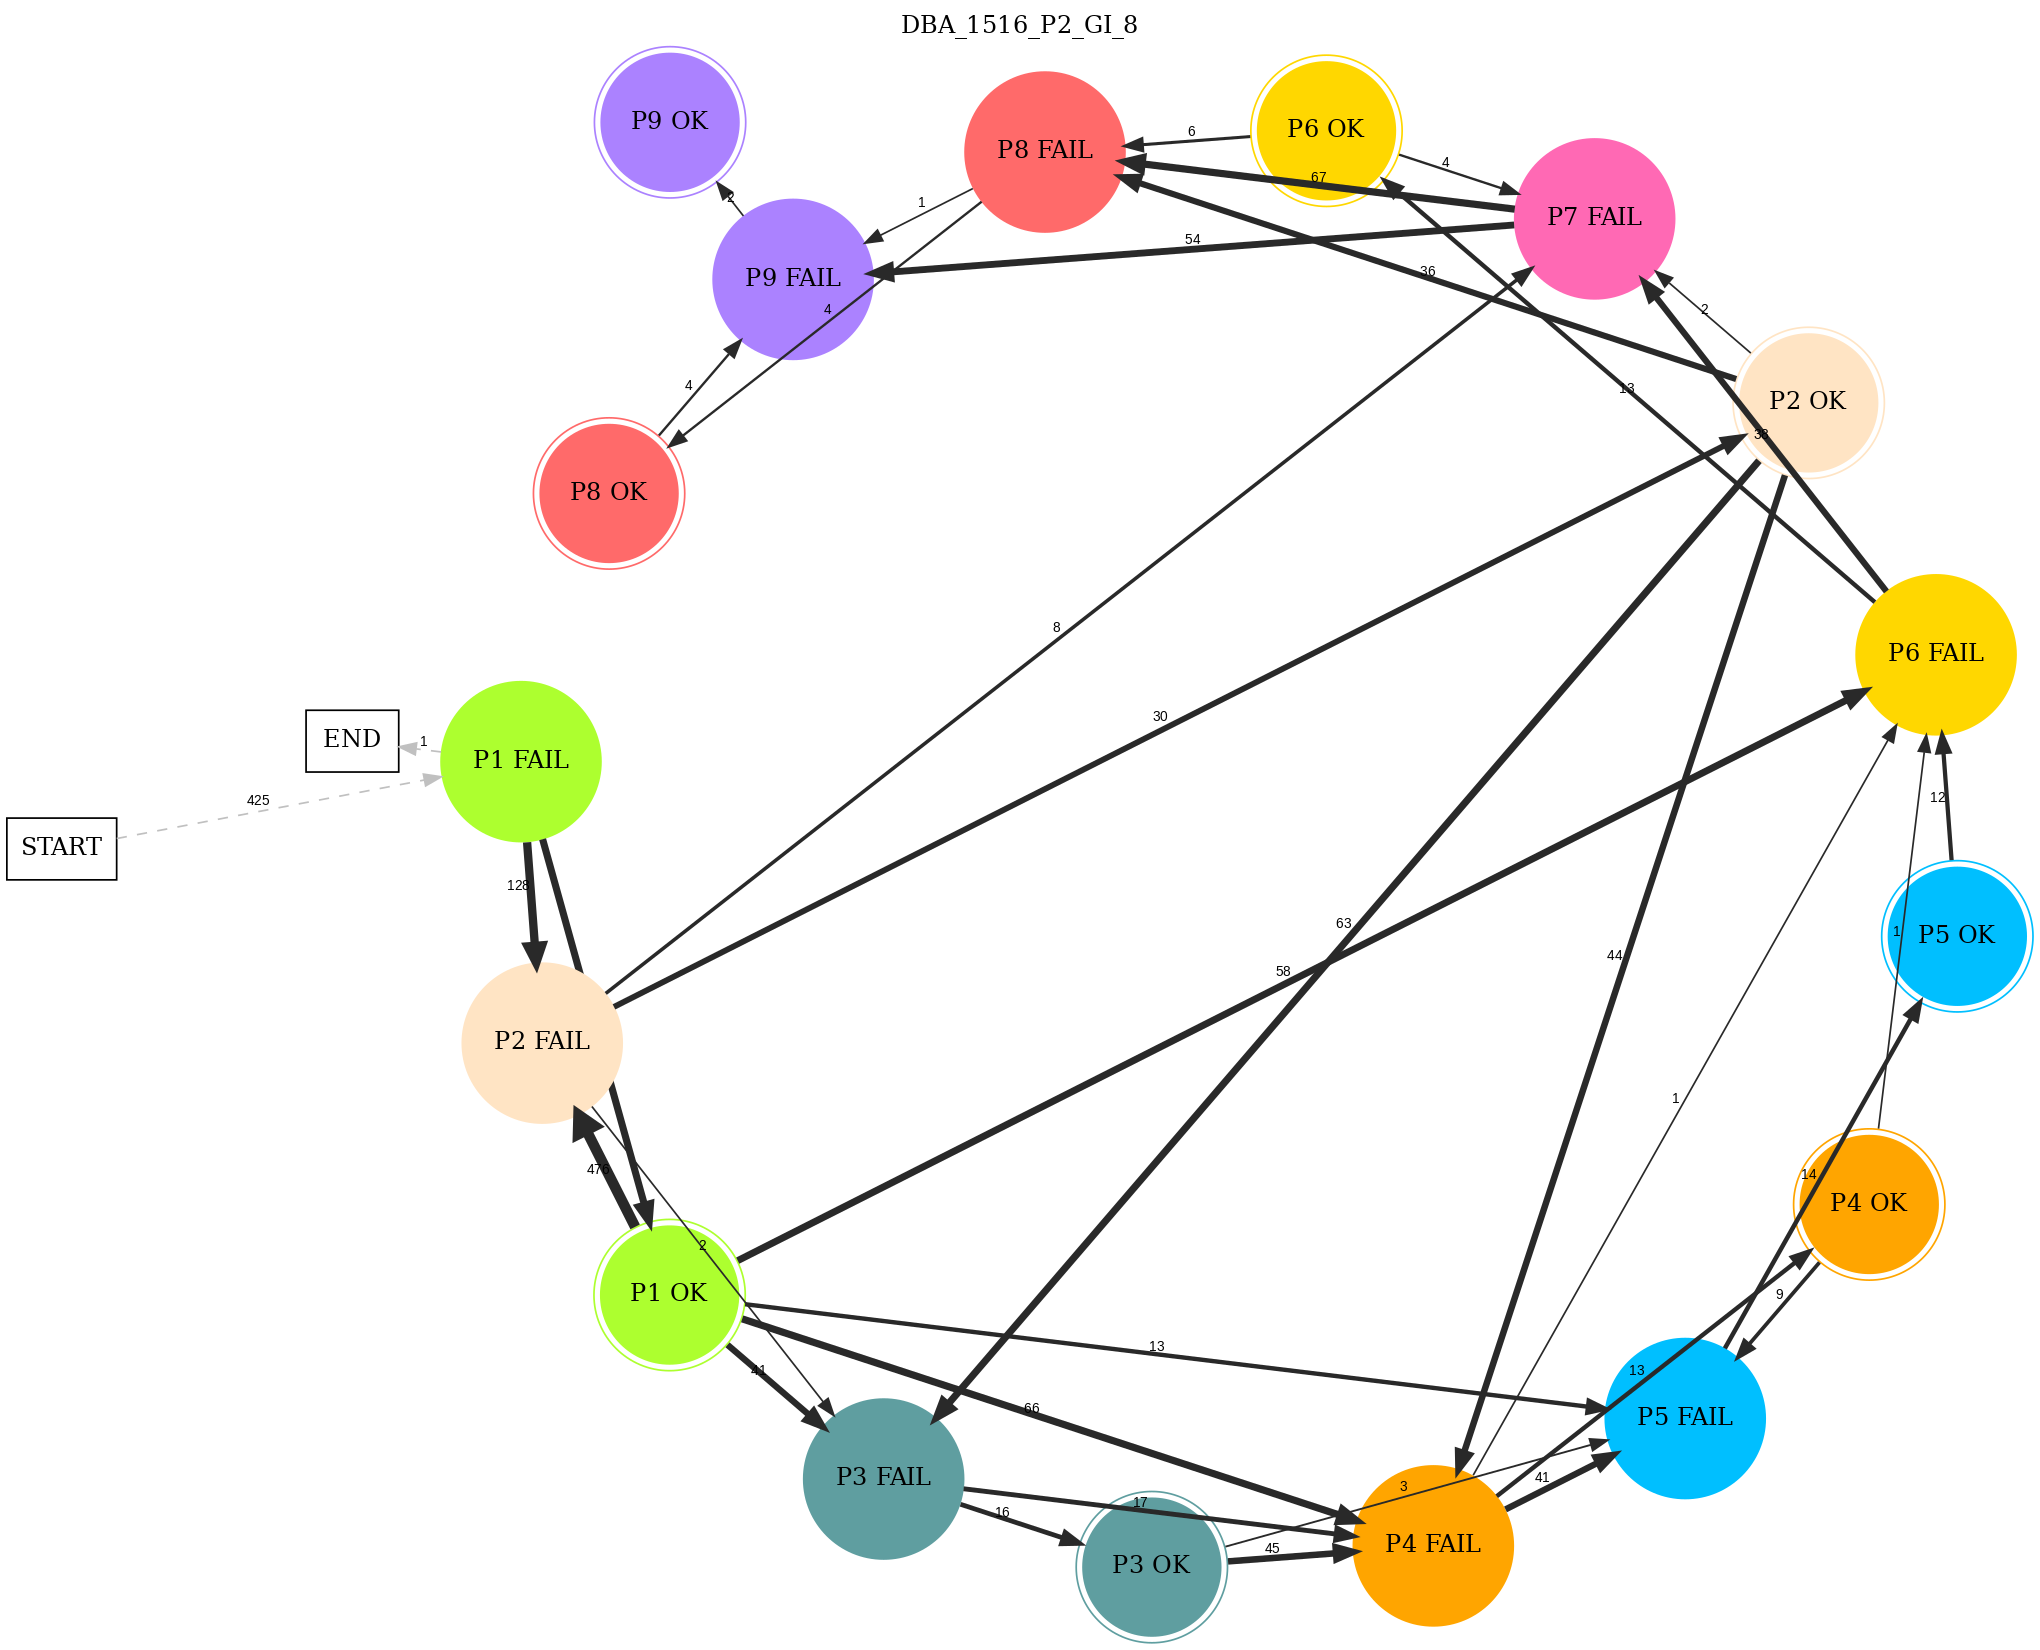 DBA_1516_P2_GI_8
P9 OK
P8 FAIL
6
P6 OK
4
67
P7 FAIL
2
1
54
P9 FAIL
36
4
2
4
13
P2 OK
38
P8 OK
8
P6 FAIL
30
END
1
P1 FAIL
425
START
12
128
63
1
P5 OK
44
58
P2 FAIL
1
476
14
P4 OK
2
P1 OK
9
13
41
13
66
P5 FAIL
P3 FAIL
41
3
17
16
P4 FAIL
45
P3 OK